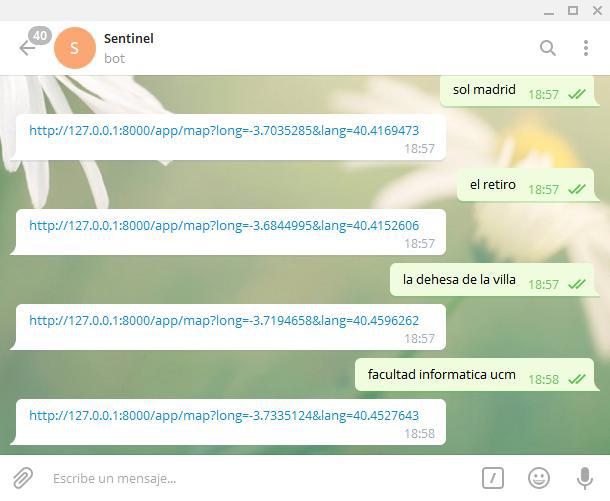 40
S
Sentinel
bot
sol madrid 18:57
http://127.0.0.1:8000/app/map?long=-3.7035285&lang=40.4169473
18:57
el retiro 18:57
http://127.0.0.1:8000/app/map?long=-3.6844995&lang=40.4152606
18:57
la dehesa de la villa 18:57
http://127.0.0.1:8000/app/map?long=-3.7194658&lang=40.4596262
18:57
facultad informatica ucm 18:58
http://127.0.0.1:8000/app/map?long=-3.7335124&lang=40.4527643
18:58
Escribe un mensaje...
/